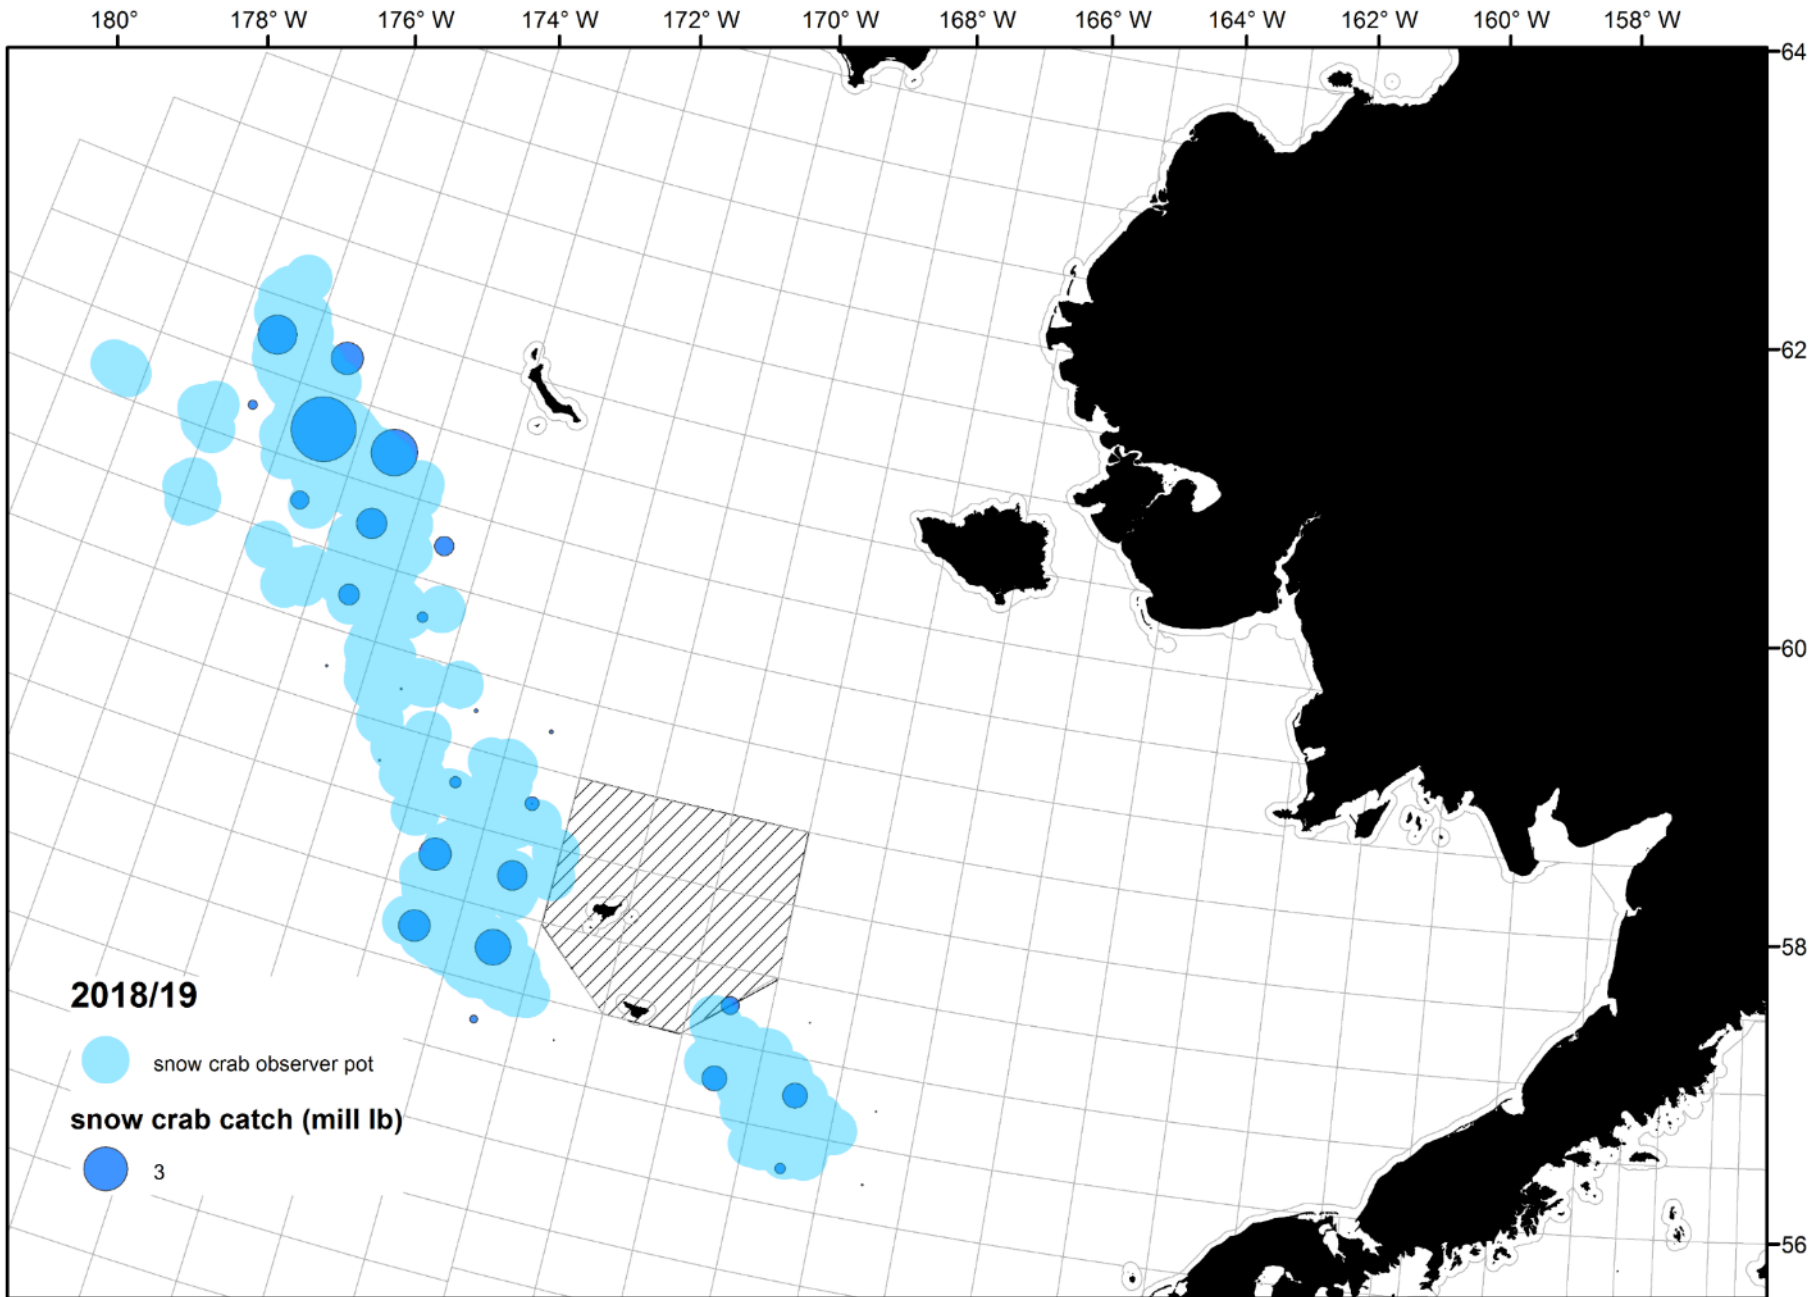 180° 178° W 176° W 174° W 172° W 170° W 168° W 166° W 164° W 162° W 160° W 158° W
64
62
60
58
56
2018/19
snow crab observer pot
snow crab catch (mill lb)
3